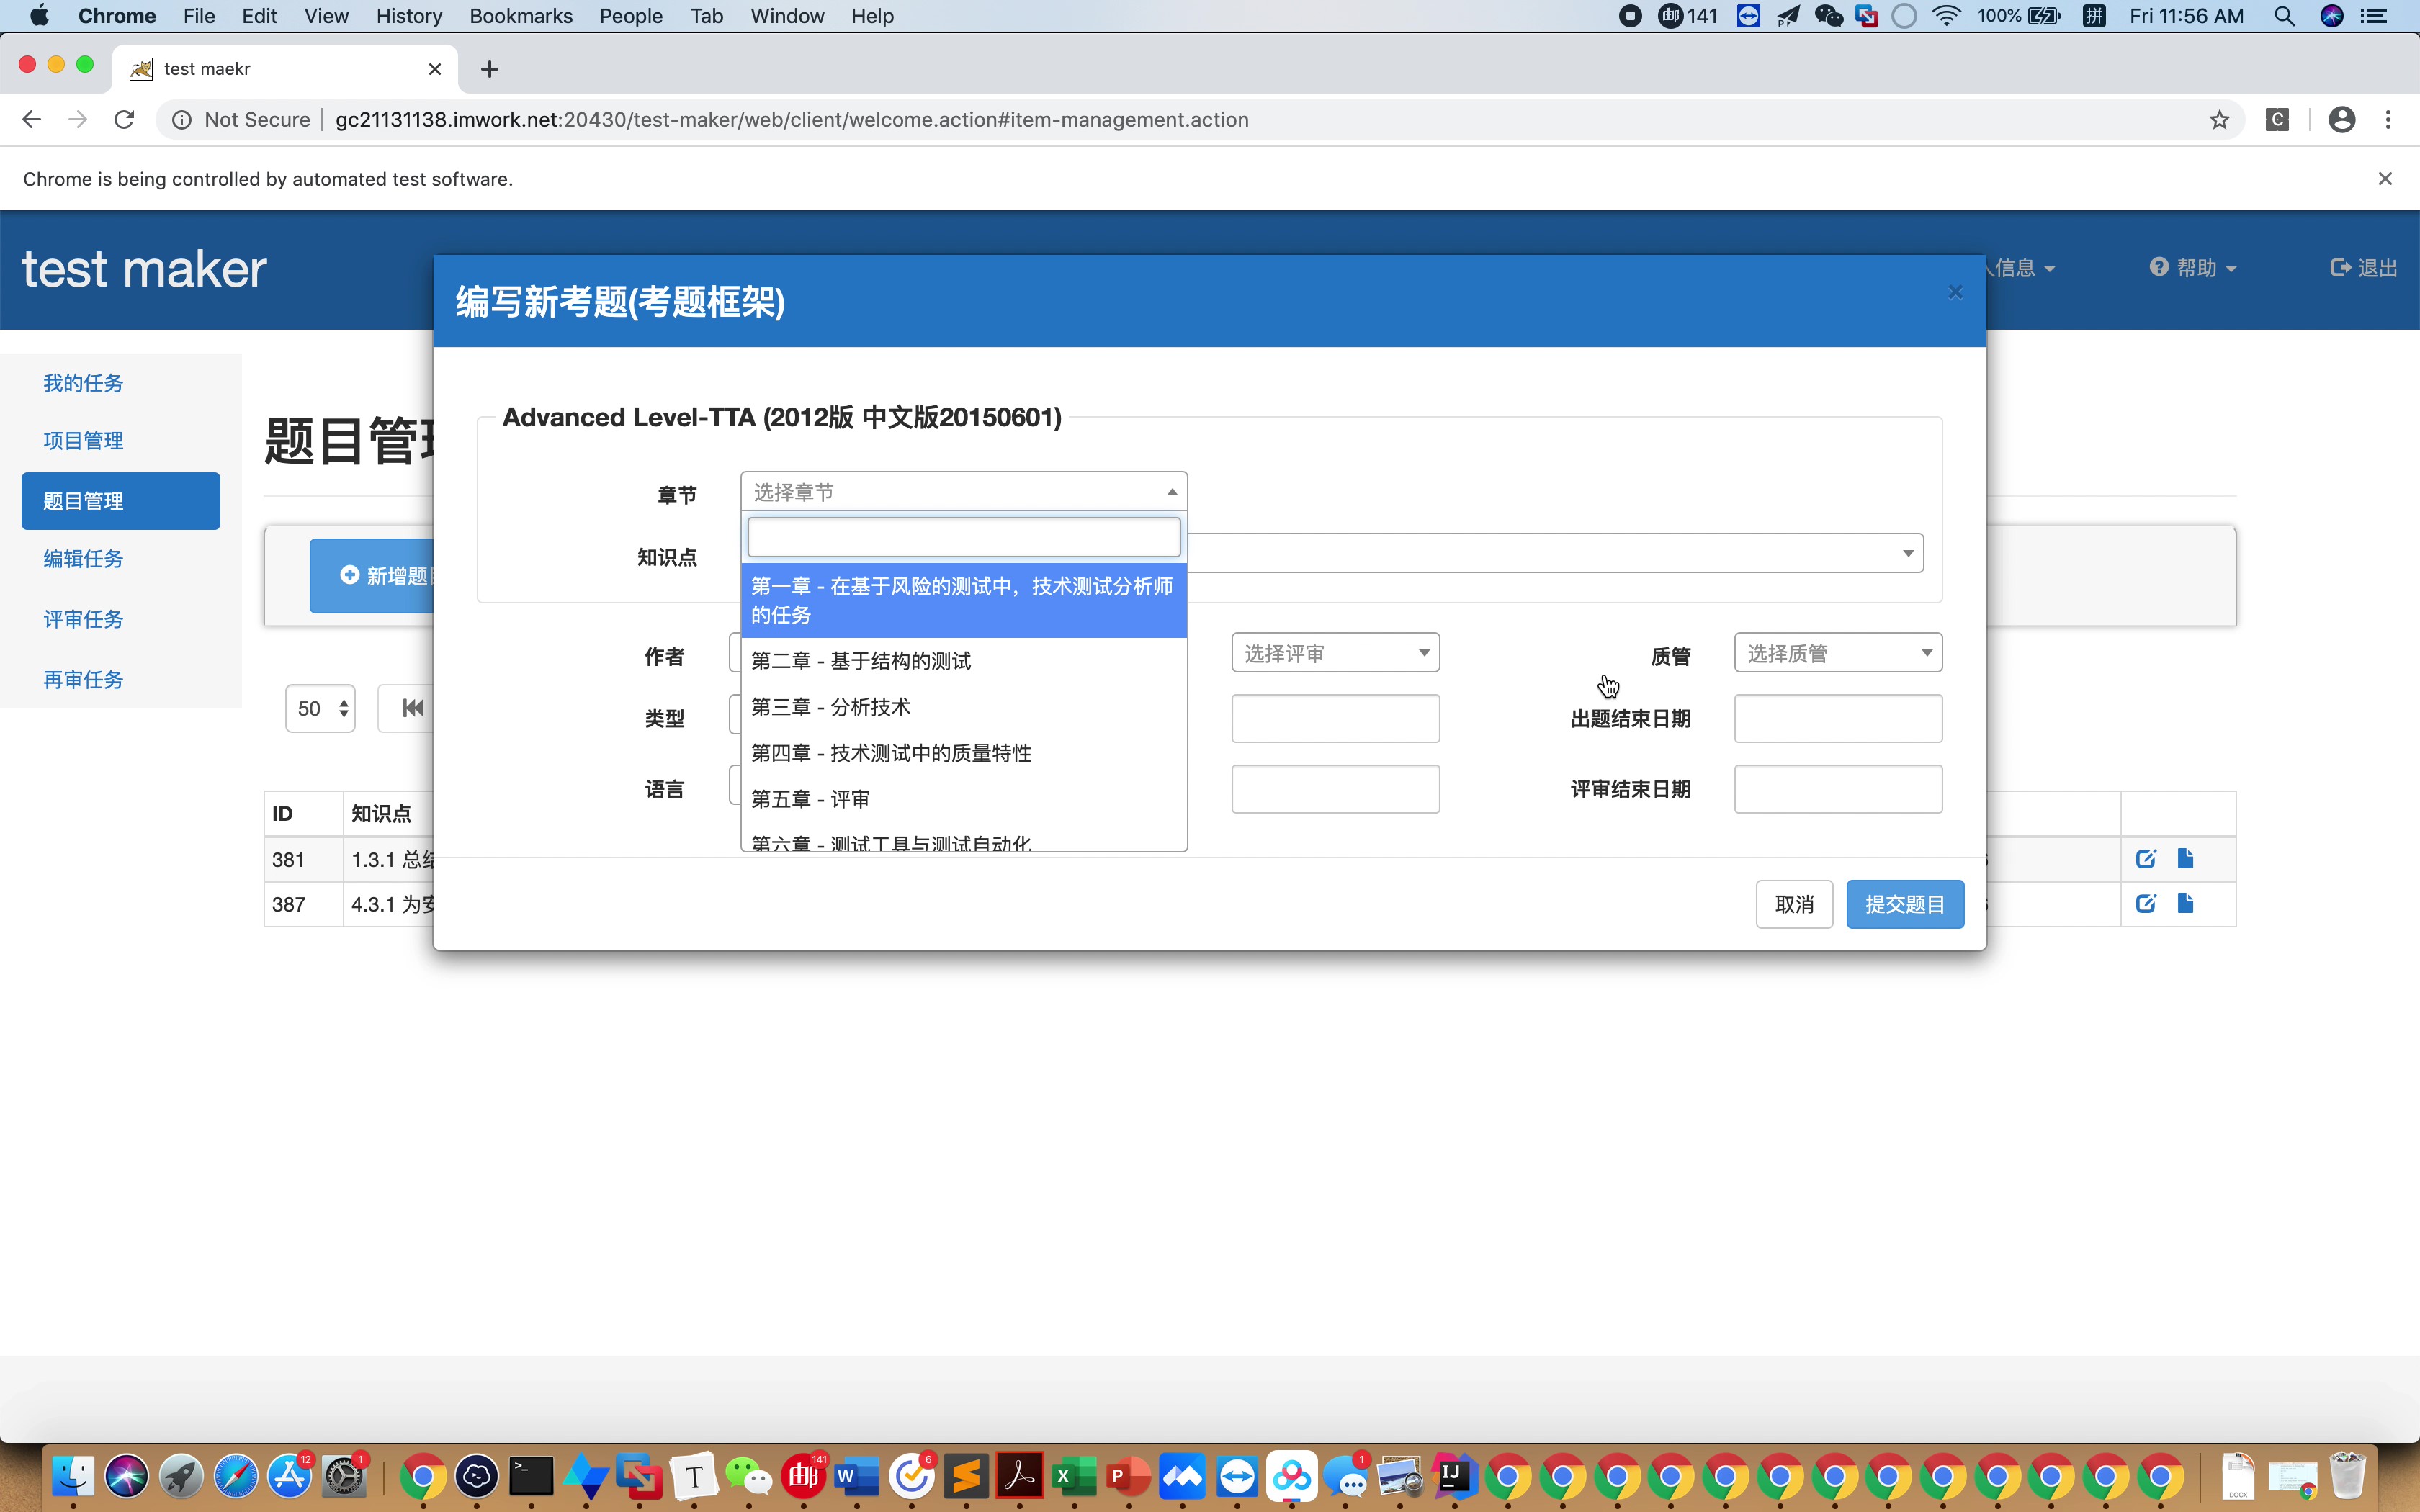 Chrome File Edit View History Bookmarks People Tab Window Help 141 100% 拼 Fri 11:56 AM
test maekr
Not Secure gc21131138.imwork.net:20430/test-maker/web/client/welcome.action#item-management.action
Chrome is being controlled by automated test software.
test maker
人信息
帮助
退出
编写新考题(考题框架)
我的任务
项目管理
题目管理
编辑任务
评审任务
再审任务
题目管
新增题
50
Advanced Level-TTA (2012版 中文版20150601)
章节 选择章节
知识点
第一章 - 在基于风险的测试中，技术测试分析师
的任务
第二章 - 基于结构的测试
第三章 - 分析技术
第四章 - 技术测试中的质量特性
第五章 - 评审
第六章 - 测试工具与测试自动化
作者 选择评审 质管 选择质管
类型 出题结束日期
语言 评审结束日期
ID 知识点
381 1.3.1 总结
387 4.3.1 为安
取消 提交题目
12 1 141 6 1
DOCX